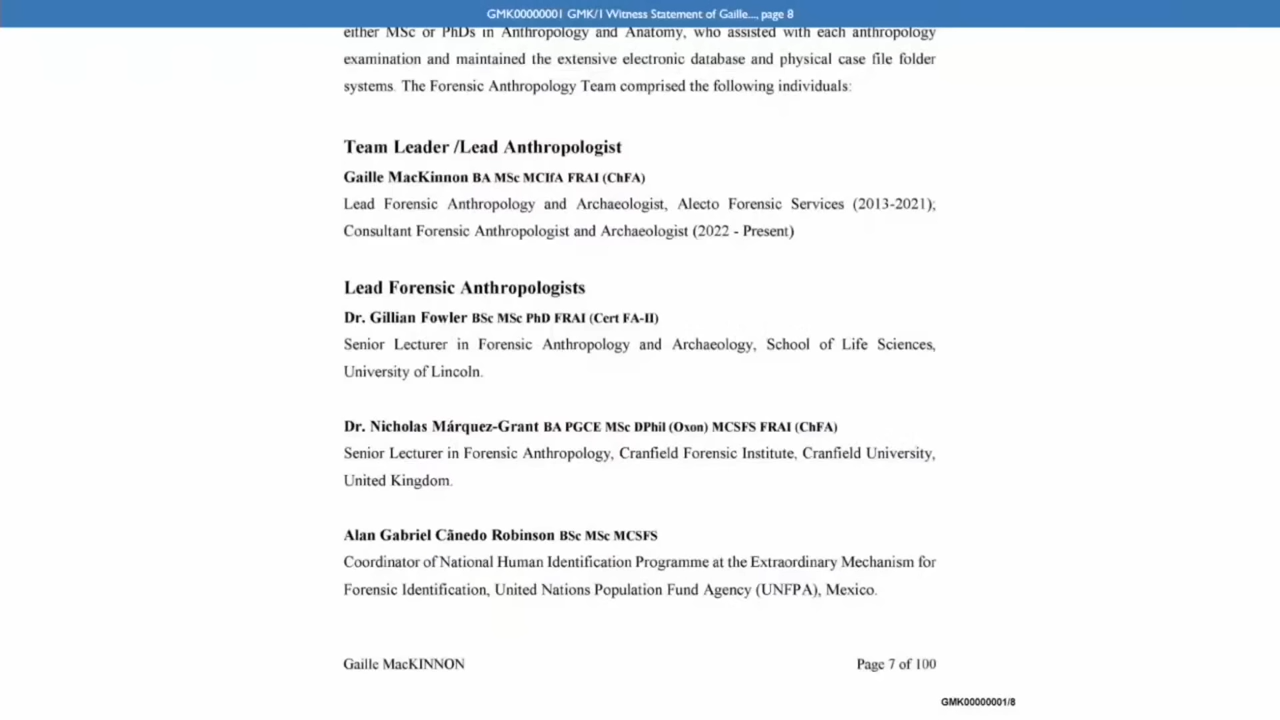 GMK00000001 GMK/1 Witness Statement of Gaille..., page 8
either MSc or PhDs in Anthropology and Anatomy, who assisted with each anthropology
examination and maintained the extensive electronic database and physical case file folder
systems. The Forensic Anthropology Team comprised the following individuals:
Team Leader /Lead Anthropologist
Gaille MacKinnon BA MSc MCIfA FRAI (ChFA)
Lead Forensic Anthropology and Archaeologist, Alecto Forensic Services (2013-2021);
Consultant Forensic Anthropologist and Archaeologist (2022 - Present)
Lead Forensic Anthropologists
Dr. Gillian Fowler BSc MSc PhD FRAI (Cert FA-II)
Senior Lecturer in Forensic Anthropology and Archaeology, School of Life Sciences,
University of Lincoln.
Dr. Nicholas Márquez-Grant BA PGCE MSc DPhil (Oxon) MCSFS FRAI (ChFA)
Senior Lecturer in Forensic Anthropology, Cranfield Forensic Institute, Cranfield University,
United Kingdom.
Alan Gabriel Cãnedo Robinson BSc MSc MCSFS
Coordinator of National Human Identification Programme at the Extraordinary Mechanism for
Forensic Identification, United Nations Population Fund Agency (UNFPA), Mexico.
Gaille MacKINNON Page 7 of 100
GMK00000001/8